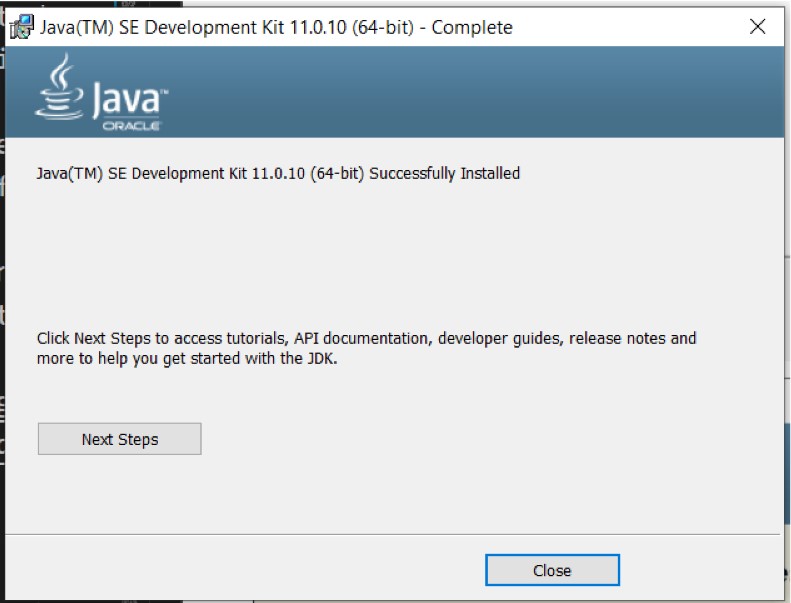 Java(TM) SE Development Kit 11.0.10 (64-bit) - Complete
Java™
ORACLE
Java(TM) SE Development Kit 11.0.10 (64-bit) Successfully Installed
Click Next Steps to access tutorials, API documentation, developer guides, release notes and
more to help you get started with the JDK.
Next Steps
Close